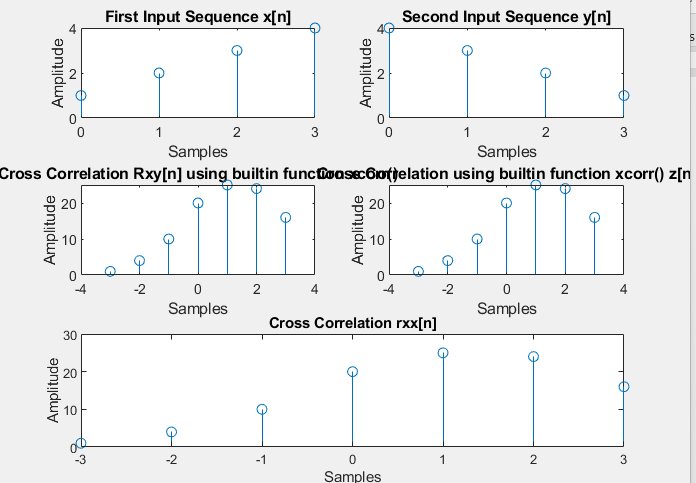 First Input Sequence x[n]
Amplitude
4
2
0
0 1 2 3
Samples
Second Input Sequence y[n]
Amplitude
4
2
0
0 1 2 3
Samples
Cross Correlation Rxy[n] using builtin function xcorr()
Amplitude
20
10
0
-4 -2 0 2 4
Samples
Cross Correlation using builtin function xcorr() z[n
Amplitude
20
10
0
-4 -2 0 2 4
Samples
Cross Correlation rxx[n]
Amplitude
30
20
10
0
-3 -2 -1 0 1 2 3
Samples
s